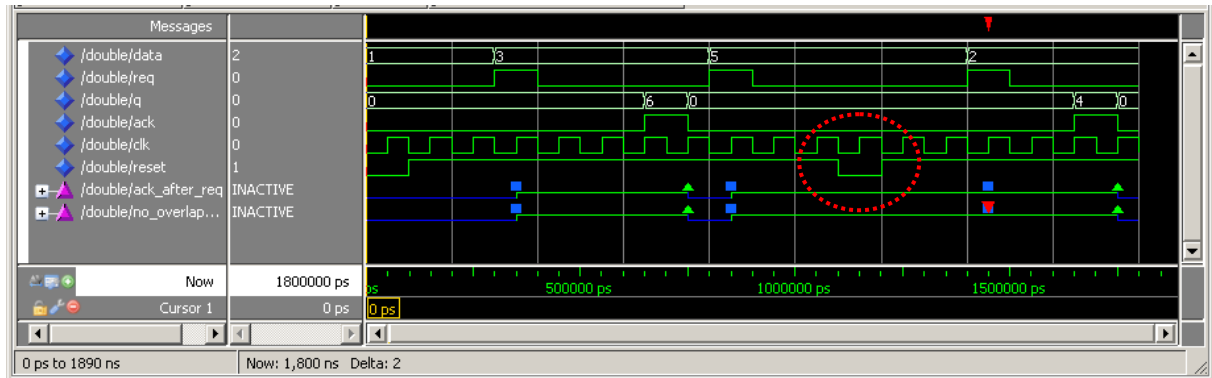 Messages
/double/data 2 1 3 5 2
/double/req 0
/double/q 0 0 6 0 4 0
/double/ack 0
/double/clk 0
/double/reset 1
/double/ack_after_req INACTIVE
/double/no_overlap... INACTIVE
Now 1800000 ps ps 500000 ps 1000000 ps 1500000 ps
Cursor 1 0 ps 0 ps
0 ps to 1890 ns Now: 1,800 ns Delta: 2